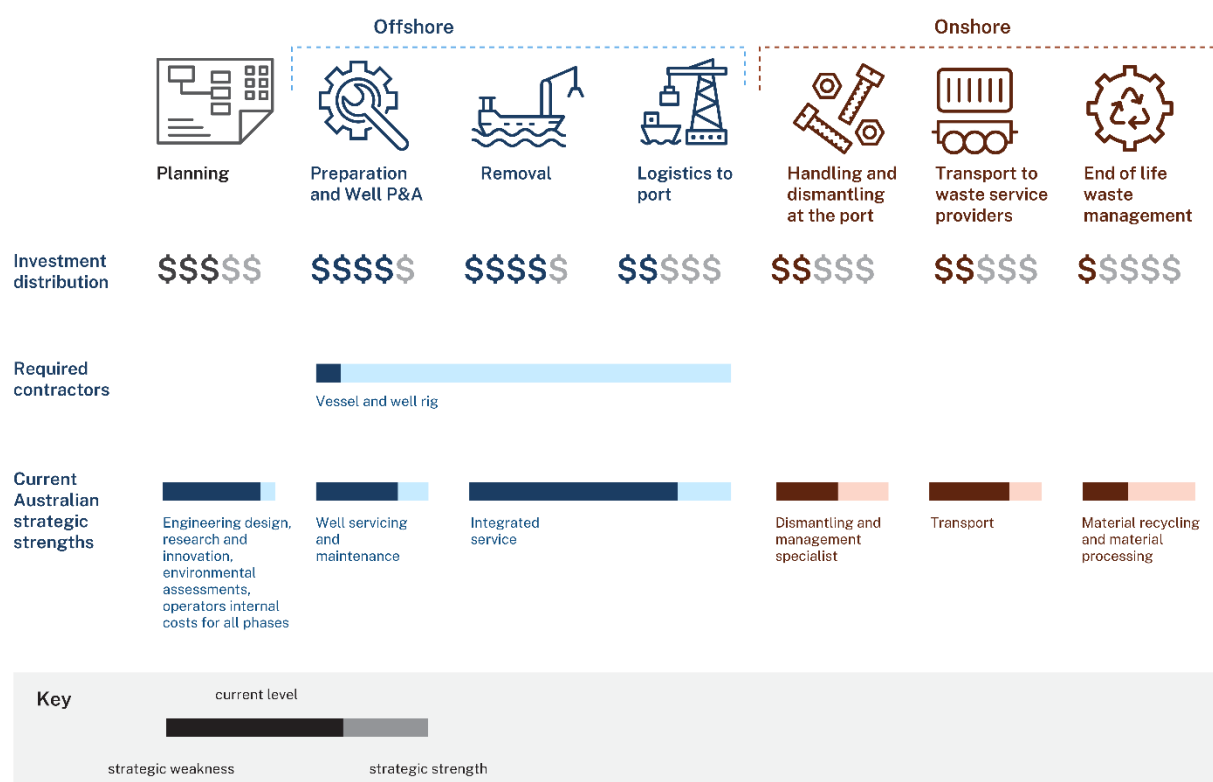 Offshore
Onshore
Planning
Preparation
and Well P&A
Removal
Logistics to
port
Handling and
dismantling
at the port
Transport to
waste service
providers
End of life
waste
management
Investment
distribution
$$$$$
$$$$$
$$$$$
$$$$$
$$$$$
$$$$$
$$$$$
Required
contractors
Vessel and well rig
Current
Australian
strategic
strengths
Engineering design,
research and
innovation,
environmental
assessments,
operators internal
costs for all phases
Well servicing
and
maintenance
Integrated
service
Dismantling and
management
specialist
Transport
Material recycling
and material
processing
Key
current level
strategic weakness
strategic strength